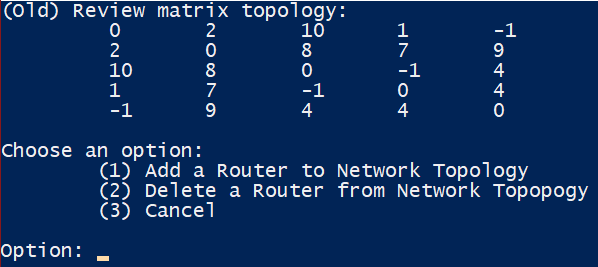 (Old) Review matrix topology:
0 2 10 1 -1
2 0 8 7 9
10 8 0 -1 4
1 7 -1 0 4
-1 9 4 4 0
Choose an option:
(1) Add a Router to Network Topology
(2) Delete a Router from Network Topopogy
(3) Cancel
Option: